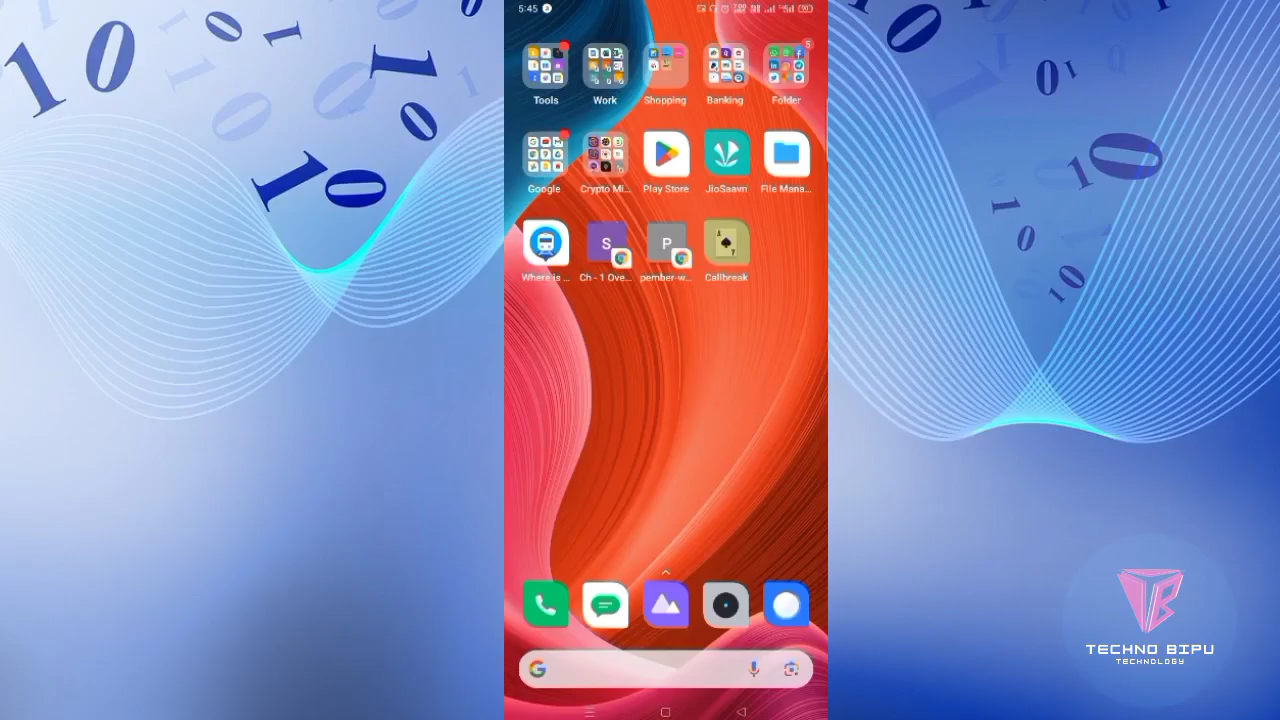 5:45
Tools Work Shopping Banking Folder
5
Google Crypto Mi... Play Store JioSaavn File Mana...
S P
Where is ... Ch - 1 Ove... pember-w... Callbreak
TECHNO BIPU
TECHNOLOGY